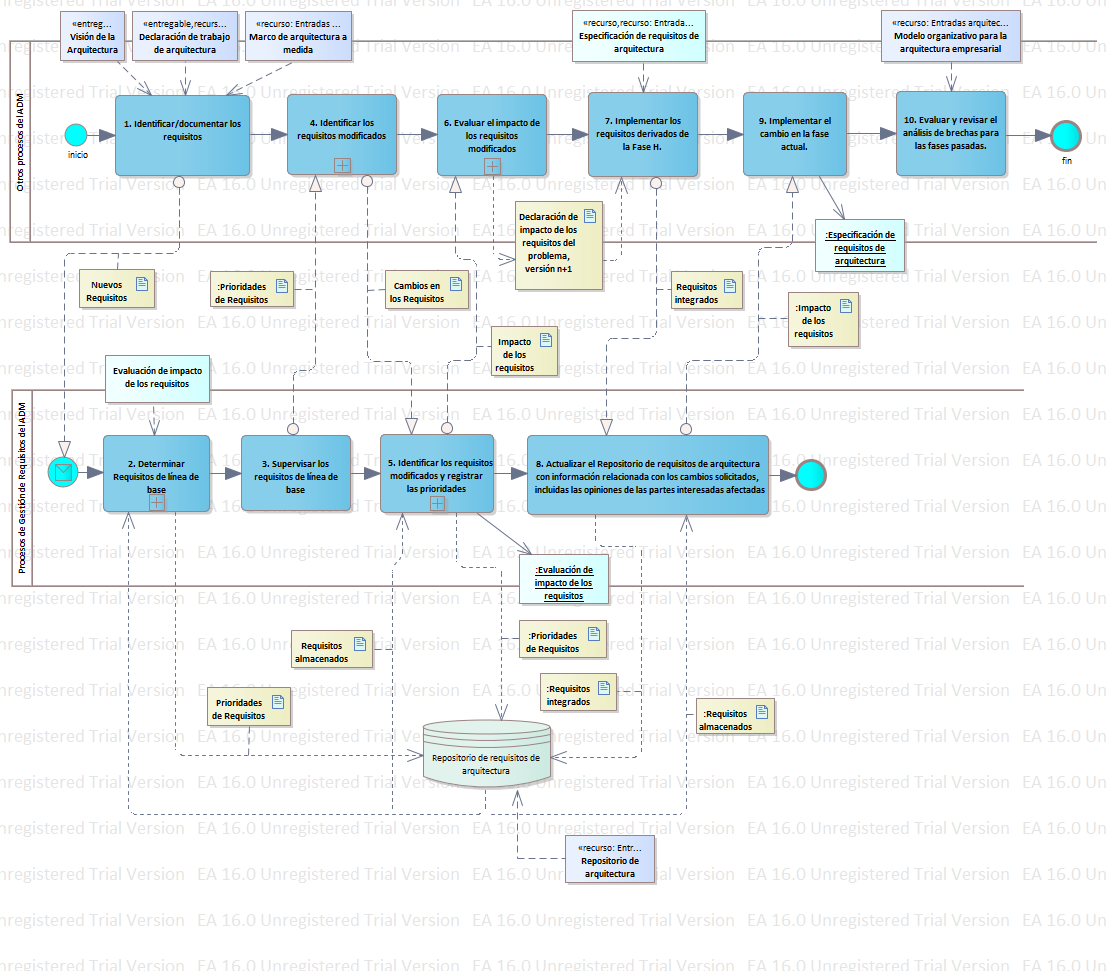 «entreg...
Visión de la
Arquitectura
«entregable,recurs...
Declaración de trabajo
de arquitectura
«recurso: Entradas ...
Marco de arquitectura a
medida
«recurso,recurso: Entrada...
Especificación de requisitos de
arquitectura
«recurso: Entradas arquitec...
Modelo organizativo para la
arquitectura empresarial
Otros procesos del ADM
inicio
1. Identificar/documentar los
requisitos
4. Identificar los
requisitos modificados
6. Evaluar el impacto de
los requisitos
modificados
7. Implementar los
requisitos derivados de
la Fase H.
9. Implementar el
cambio en la fase
actual.
10. Evaluar y revisar el
análisis de brechas para
las fases pasadas.
fin
Declaración de
impacto de los
requisitos del
problema,
versión n+1
:Especificación de
requisitos de
arquitectura
Nuevos
Requisitos
:Prioridades
de Requisitos
Cambios en
los Requisitos
Requisitos
integrados
:Impacto
de los
requisitos
Impacto
de los
requisitos
Evaluación de impacto
de los requisitos
Procesos de Gestión de Requisitos del ADM
2. Determinar
Requisitos de línea de
base
3. Supervisar los
requisitos de línea de
base
5. Identificar los requisitos
modificados y registrar
las prioridades
8. Actualizar el Repositorio de requisitos de arquitectura
con información relacionada con los cambios solicitados,
incluidas las opiniones de las partes interesadas afectadas
:Evaluación de
impacto de los
requisitos
Requisitos
almacenados
:Prioridades
de Requisitos
Prioridades
de Requisitos
:Requisitos
integrados
:Requisitos
almacenados
Repositorio de requisitos de
arquitectura
«recurso: Entr...
Repositorio de
arquitectura
EA 16.0 Unregistered Trial Version